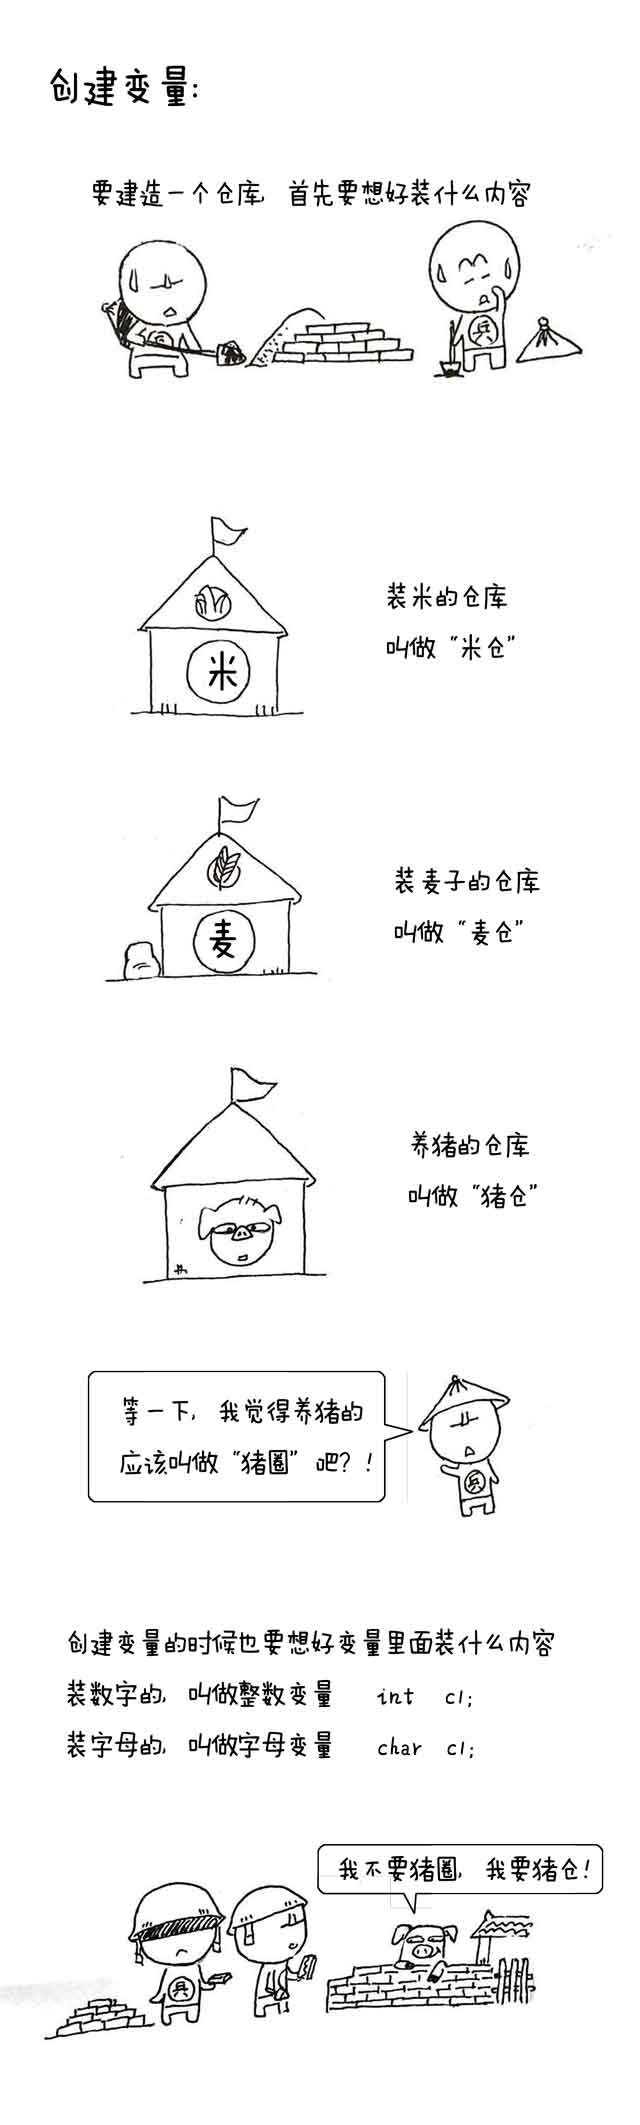 创建变量:
要建造一个仓库, 首先要想好装什么内容
兵
兵
米
装米的仓库
叫做“米仓”
麦
装麦子的仓库
叫做“麦仓”
养猪的仓库
叫做“猪仓”
等一下, 我觉得养猪的
应该叫做“猪圈”吧?!
兵
创建变量的时候也要想好变量里面装什么内容
装数字的, 叫做整数变量 int c1;
装字母的, 叫做字母变量 char c1;
我不要猪圈, 我要猪仓!
兵